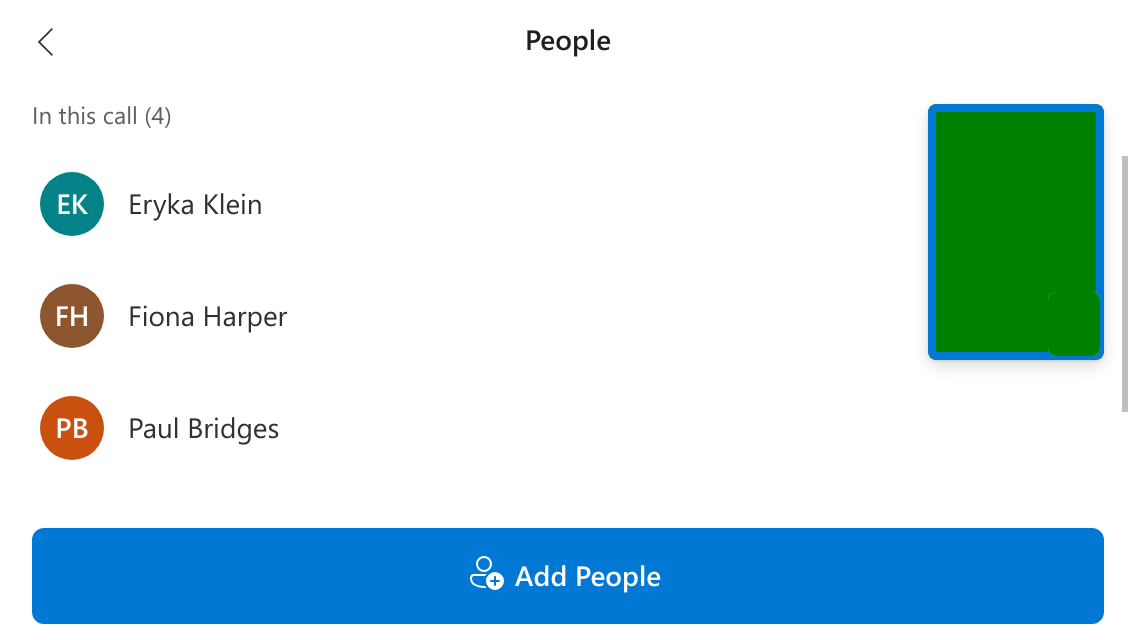 People
In this call (4)
EK Eryka Klein
FH Fiona Harper
PB Paul Bridges
Add People